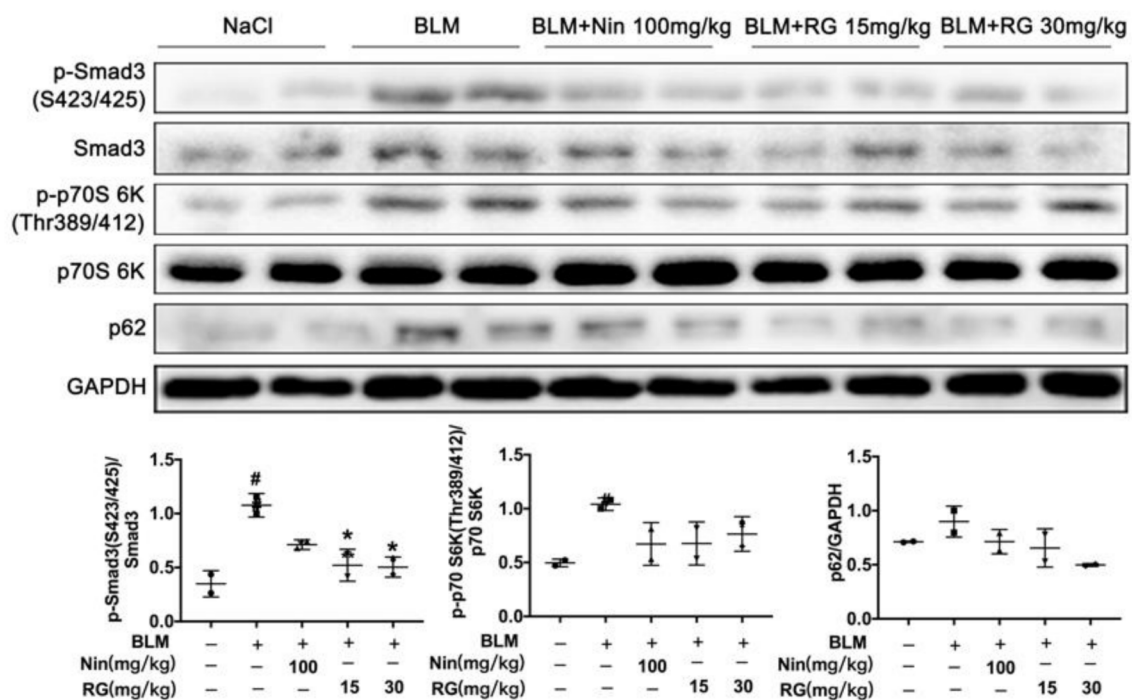 NaCl BLM BLM+Nin 100mg/kg BLM+RG 15mg/kg BLM+RG 30mg/kg
p-Smad3
(S423/425)
Smad3
p-p70S 6K
(Thr389/412)
p70S 6K
p62
GAPDH
p-Smad3(S423/425)/
Smad3
1.5
1.0
0.5
0.0
#
*
*
BLM − + + + +
Nin(mg/kg) − − 100 − −
RG(mg/kg) − − − 15 30
p-p70 S6K(Thr389/412)/
p70 S6K
1.5
1.0
0.5
0.0
#
BLM − + + + +
Nin(mg/kg) − − 100 − −
RG(mg/kg) − − − 15 30
p62/GAPDH
1.5
1.0
0.5
0.0
BLM − + + + +
Nin(mg/kg) − − 100 − −
RG(mg/kg) − − − 15 30